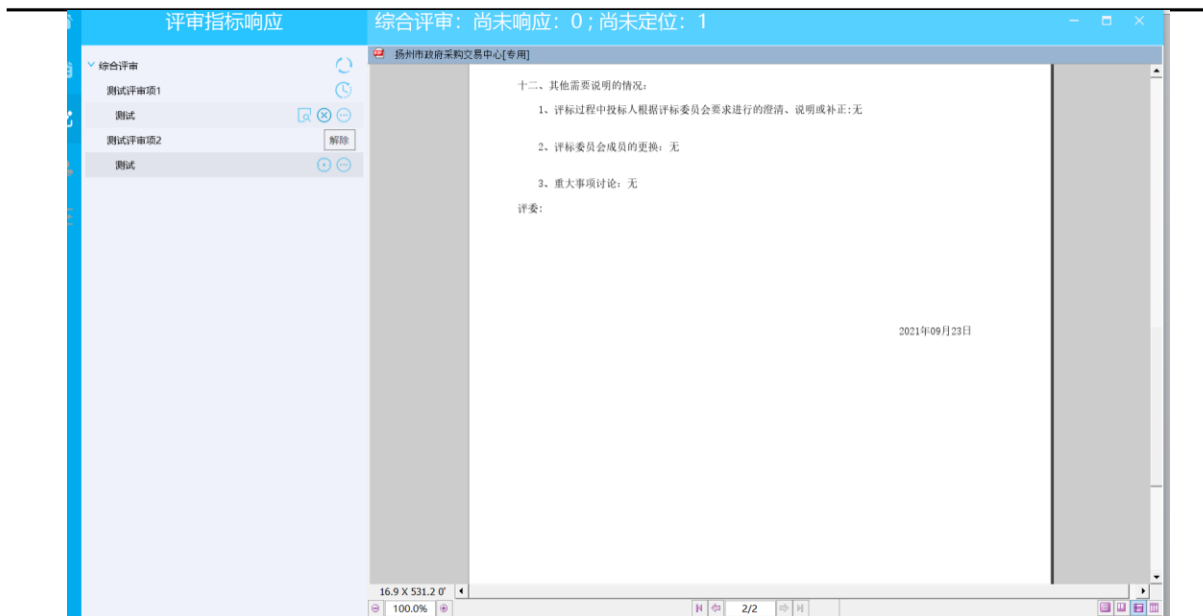 评审指标响应
综合评审：尚未响应：0；尚未定位：1
综合评审
测试评审项1
测试
测试评审项2
解除
测试
扬州市政府采购交易中心[专用]
十二、其他需要说明的情况：
1、评标过程中投标人根据评标委员会要求进行的澄清、说明或补正:无
2、评标委员会成员的更换：无
3、重大事项讨论：无
评委：
2021年09月23日
16.9 X 531.2 0'
100.0%
2/2